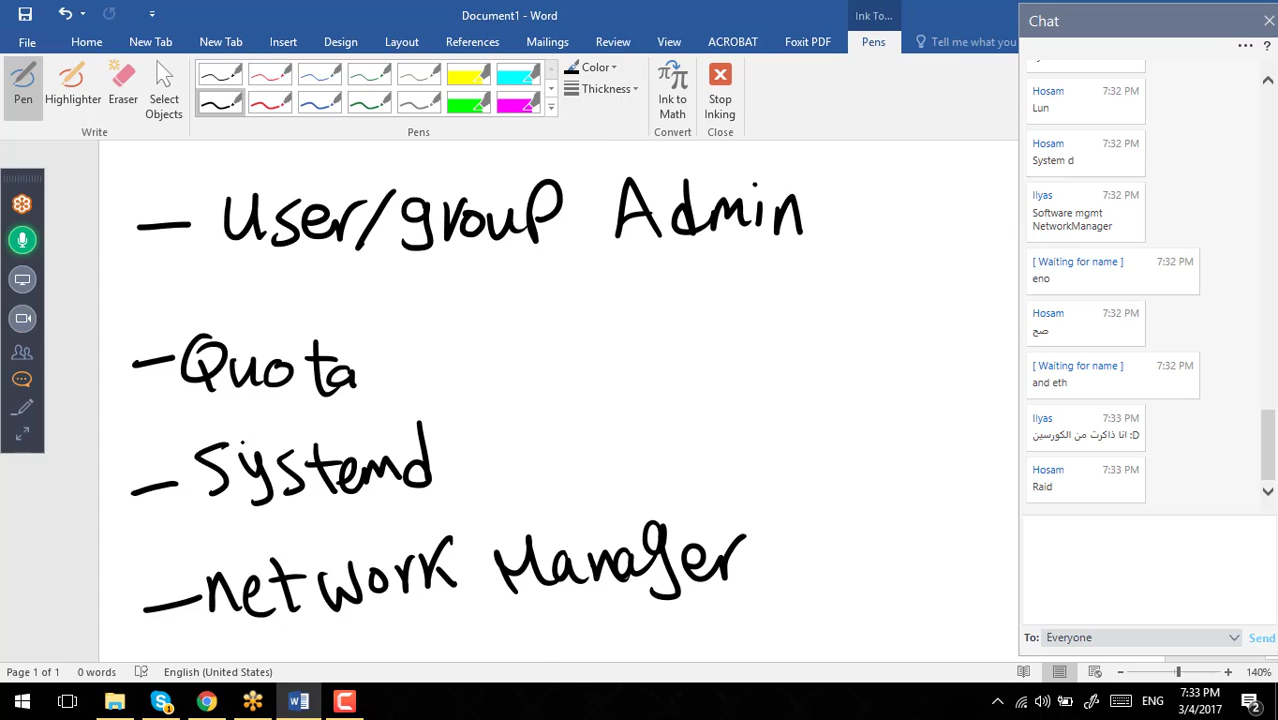 Document1 - Word
Ink To...
File
Home
New Tab
New Tab
Insert
Design
Layout
References
Mailings
Review
View
ACROBAT
Foxit PDF
Pens
Tell me what you
Pen
Highlighter
Eraser
Select Objects
Color
Thickness
Ink to Math
Stop Inking
Write
Pens
Convert
Close
- User/group Admin
- Quota
- Systemd
- network Manager
Chat
Hosam 7:32 PM
Lun
Hosam 7:32 PM
System d
Ilyas 7:32 PM
Software mgmt
NetworkManager
[ Waiting for name ] 7:32 PM
eno
Hosam 7:32 PM
صح
[ Waiting for name ] 7:32 PM
and eth
Ilyas 7:33 PM
انا ذاكرت من الكورسين :D
Hosam 7:33 PM
Raid
To: Everyone
Send
Page 1 of 1
0 words
English (United States)
140%
ENG
7:33 PM
3/4/2017
2